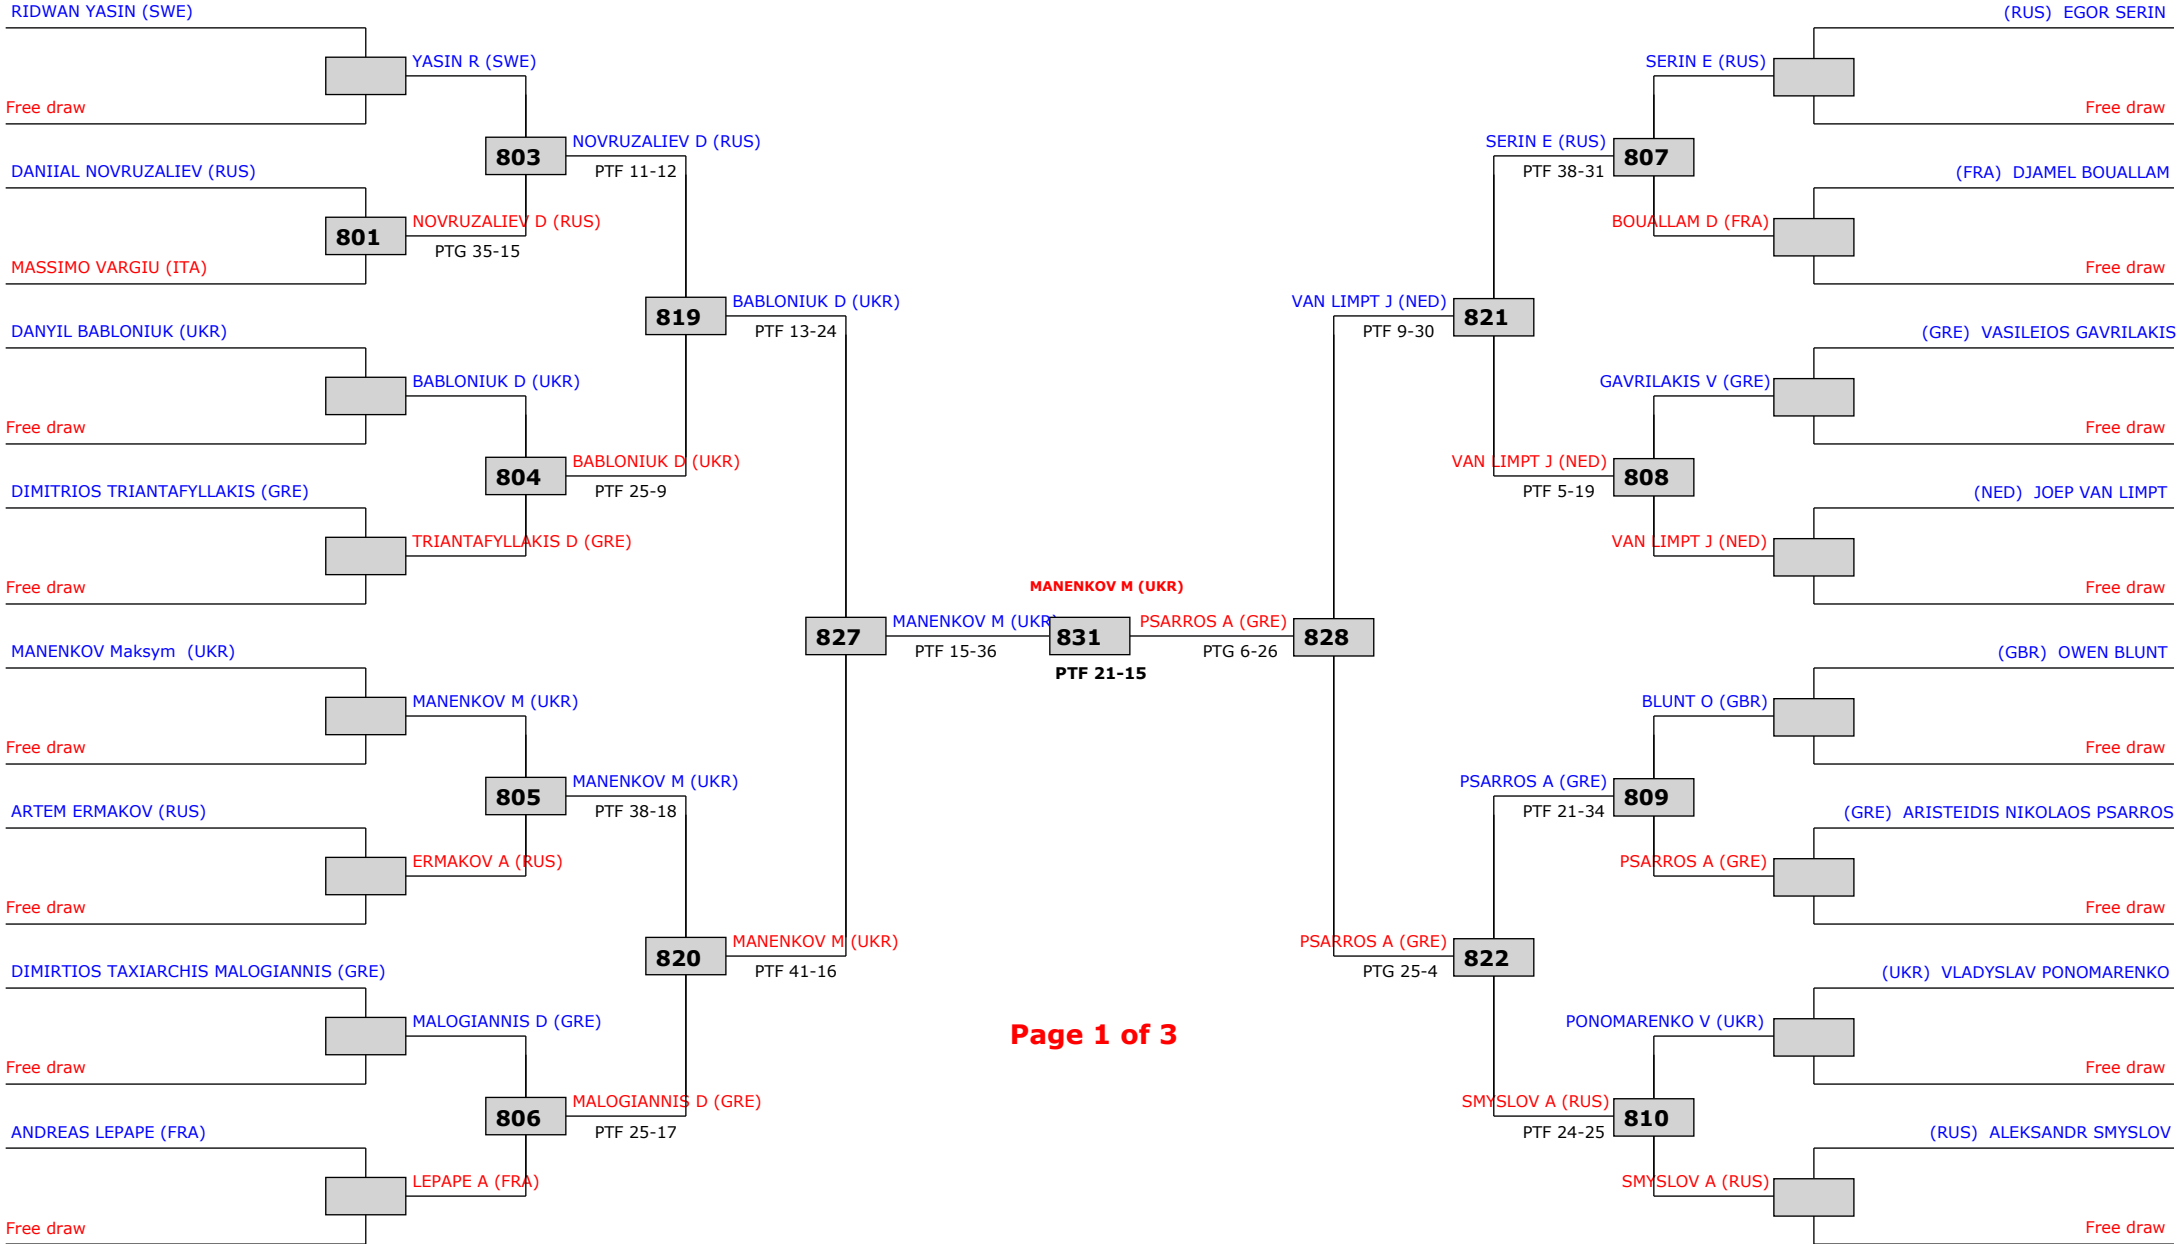 RIDWAN YASIN (SWE)
YASIN R (SWE)
Free draw
803
NOVRUZALIEV D (RUS)
PTF 11-12
DANIIAL NOVRUZALIEV (RUS)
801
NOVRUZALIEV D (RUS)
PTG 35-15
MASSIMO VARGIU (ITA)
819
BABLONIUK D (UKR)
PTF 13-24
DANYIL BABLONIUK (UKR)
BABLONIUK D (UKR)
Free draw
804
BABLONIUK D (UKR)
PTF 25-9
DIMITRIOS TRIANTAFYLLAKIS (GRE)
TRIANTAFYLLAKIS D (GRE)
Free draw
827
MANENKOV M (UKR)
PTF 15-36
MANENKOV Maksym  (UKR)
MANENKOV M (UKR)
Free draw
805
MANENKOV M (UKR)
PTF 38-18
ARTEM ERMAKOV (RUS)
ERMAKOV A (RUS)
Free draw
820
MANENKOV M (UKR)
PTF 41-16
DIMIRTIOS TAXIARCHIS MALOGIANNIS (GRE)
MALOGIANNIS D (GRE)
Free draw
806
MALOGIANNIS D (GRE)
PTF 25-17
ANDREAS LEPAPE (FRA)
LEPAPE A (FRA)
Free draw
MANENKOV M (UKR)
831
PTF 21-15
Page 1 of 3
(RUS)  EGOR SERIN
SERIN E (RUS)
Free draw
SERIN E (RUS)
807
PTF 38-31
(FRA)  DJAMEL BOUALLAM
BOUALLAM D (FRA)
Free draw
VAN LIMPT J (NED)
821
PTF 9-30
(GRE)  VASILEIOS GAVRILAKIS
GAVRILAKIS V (GRE)
Free draw
VAN LIMPT J (NED)
808
PTF 5-19
(NED)  JOEP VAN LIMPT
VAN LIMPT J (NED)
Free draw
PSARROS A (GRE)
828
PTG 6-26
(GBR)  OWEN BLUNT
BLUNT O (GBR)
Free draw
PSARROS A (GRE)
809
PTF 21-34
(GRE)  ARISTEIDIS NIKOLAOS PSARROS
PSARROS A (GRE)
Free draw
PSARROS A (GRE)
822
PTG 25-4
(UKR)  VLADYSLAV PONOMARENKO
PONOMARENKO V (UKR)
Free draw
SMYSLOV A (RUS)
810
PTF 24-25
(RUS)  ALEKSANDR SMYSLOV
SMYSLOV A (RUS)
Free draw